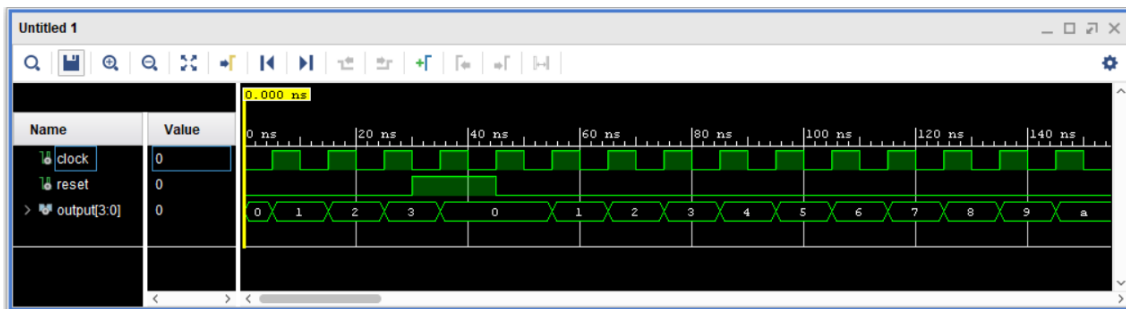 Untitled 1
0.000 ns
Name Value
0 ns 20 ns 40 ns 60 ns 80 ns 100 ns 120 ns 140 ns
clock 0
reset 0
output[3:0] 0 0 1 2 3 0 1 2 3 4 5 6 7 8 9 a